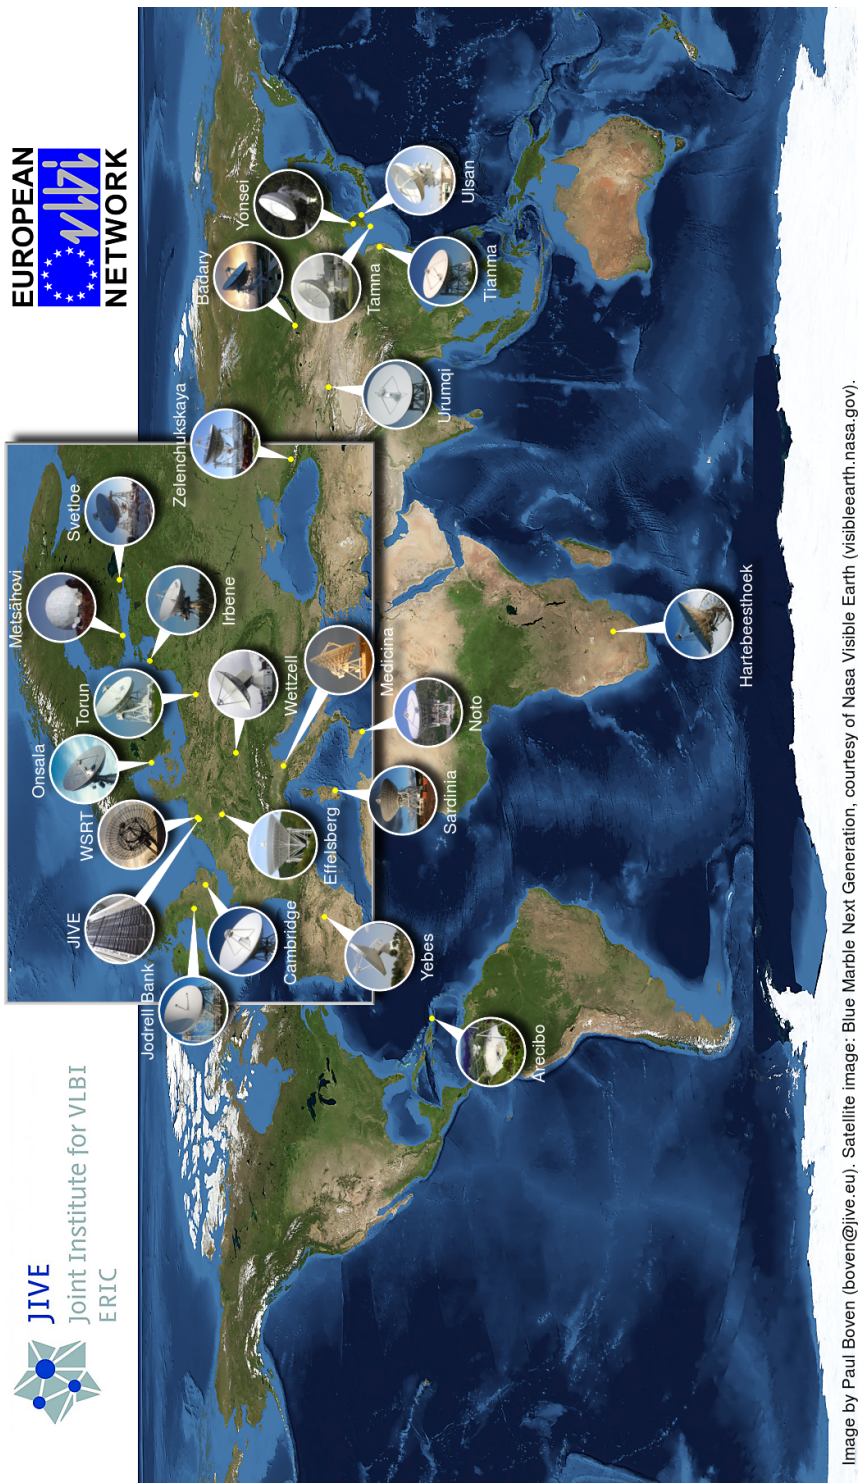 JIVE
Joint Institute for VLBI
ERIC
EUROPEAN
vlbi
NETWORK
Jodrell Bank
JIVE
WSRT
Onsala
Torun
Metsähovi
Svetloe
Irbene
Zelenchukskaya
Badary
Yonsei
Cambridge
Effelsberg
Wettzell
Medicina
Yebes
Sardinia
Noto
Urumqi
Tamna
Tianma
Ulsan
Arecibo
Hartebeesthoek
Image by Paul Boven (boven@jive.eu). Satellite image: Blue Marble Next Generation, courtesy of Nasa Visible Earth (visibleearth.nasa.gov).